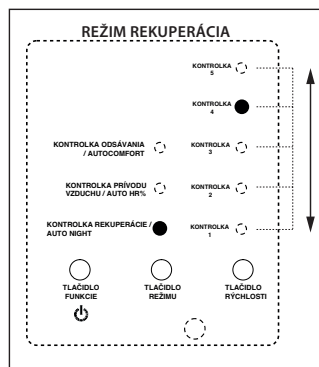 REŽIM REKUPERÁCIA
KONTROLKA
5
KONTROLKA
4
KONTROLKA ODSÁVANIA
/ AUTOCOMFORT
KONTROLKA
3
KONTROLKA PRÍVODU
VZDUCHU / AUTO HR%
KONTROLKA
2
KONTROLKA REKUPERÁCIE /
AUTO NIGHT
KONTROLKA
1
TLAČIDLO
FUNKCIE
TLAČIDLO
REŽIMU
TLAČIDLO
RÝCHLOSTI